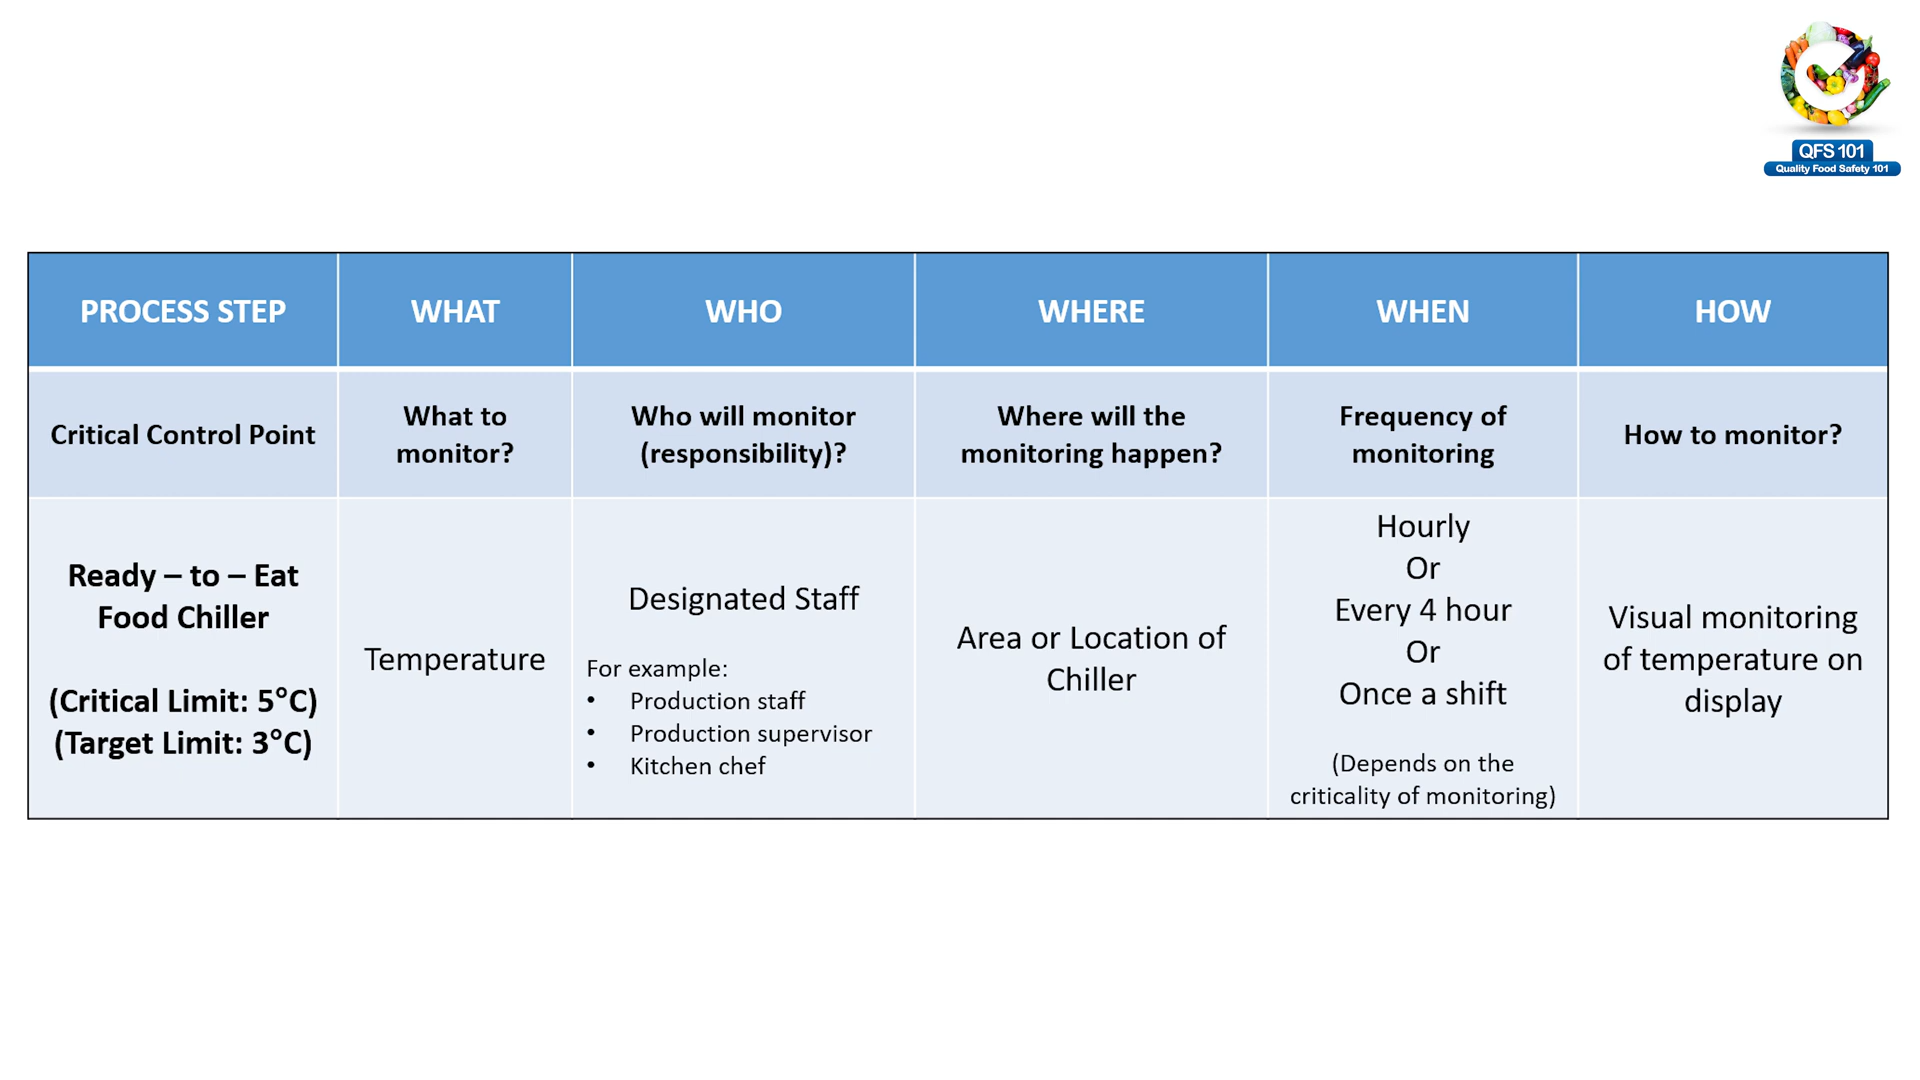 QFS 101
Quality Food Safety 101
PROCESS STEP
WHAT
WHO
WHERE
WHEN
HOW
Critical Control Point
What to
monitor?
Who will monitor
(responsibility)?
Where will the
monitoring happen?
Frequency of
monitoring
How to monitor?
Ready – to – Eat
Food Chiller
(Critical Limit: 5°C)
(Target Limit: 3°C)
Temperature
Designated Staff
For example:
• Production staff
• Production supervisor
• Kitchen chef
Area or Location of
Chiller
Hourly
Or
Every 4 hour
Or
Once a shift
(Depends on the
criticality of monitoring)
Visual monitoring
of temperature on
display